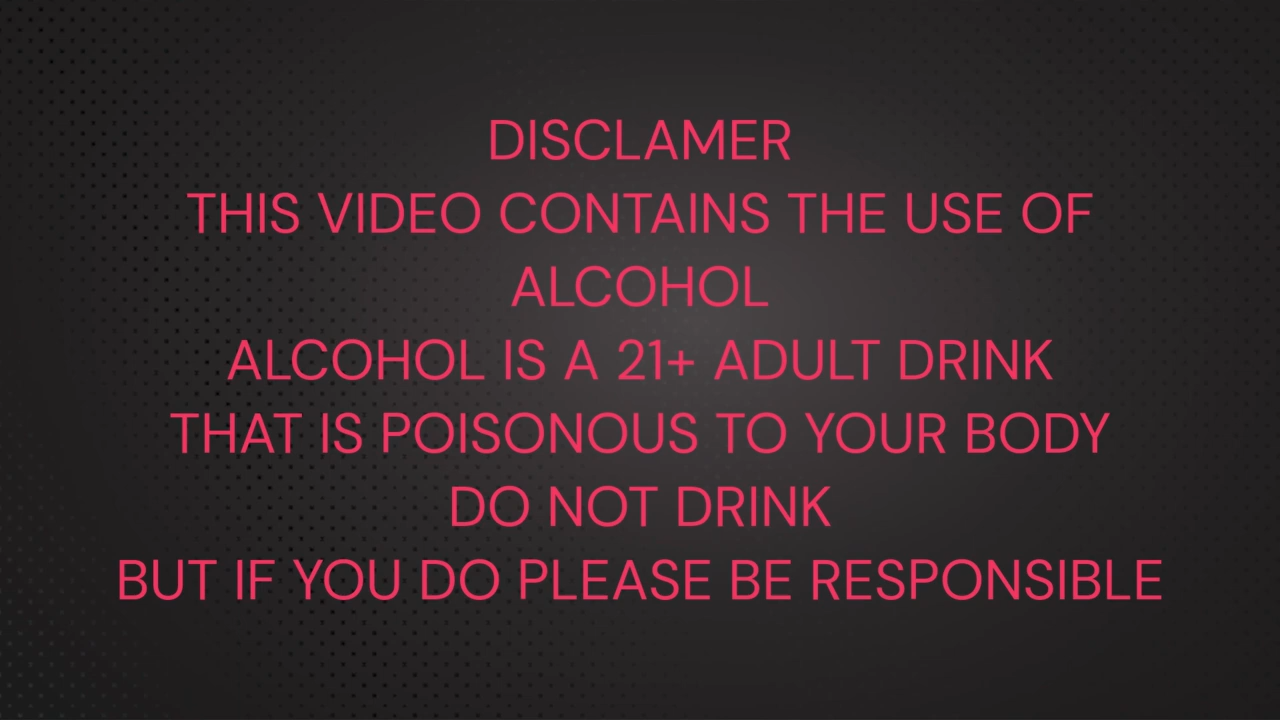 DISCLAMER
THIS VIDEO CONTAINS THE USE OF
ALCOHOL
ALCOHOL IS A 21+ ADULT DRINK
THAT IS POISONOUS TO YOUR BODY
DO NOT DRINK
BUT IF YOU DO PLEASE BE RESPONSIBLE